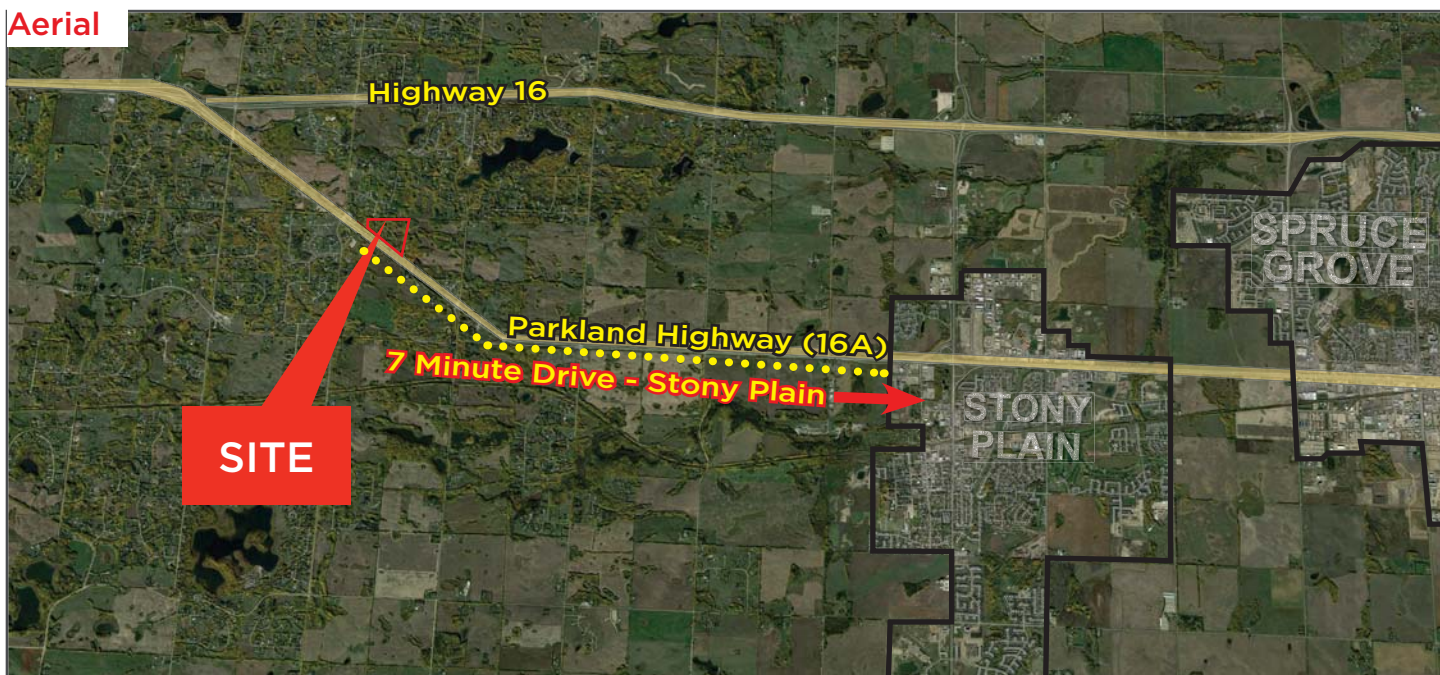 Aerial
Highway 16
SPRUCE
GROVE
Parkland Highway (16A)
7 Minute Drive - Stony Plain
STONY
PLAIN
SITE